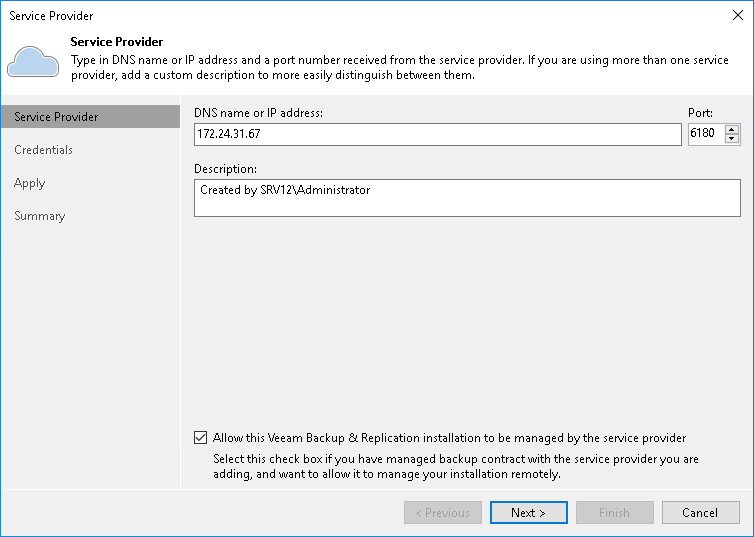 Service Provider
Service Provider
Type in DNS name or IP address and a port number received from the service provider. If you are using more than one service
provider, add a custom description to more easily distinguish between them.
Service Provider
Credentials
Apply
Summary
DNS name or IP address:
Port:
172.24.31.67
6180
Description:
Created by SRV12\Administrator
Allow this Veeam Backup & Replication installation to be managed by the service provider
Select this check box if you have managed backup contract with the service provider you are
adding, and want to allow it to manage your installation remotely.
< Previous
Next >
Finish
Cancel